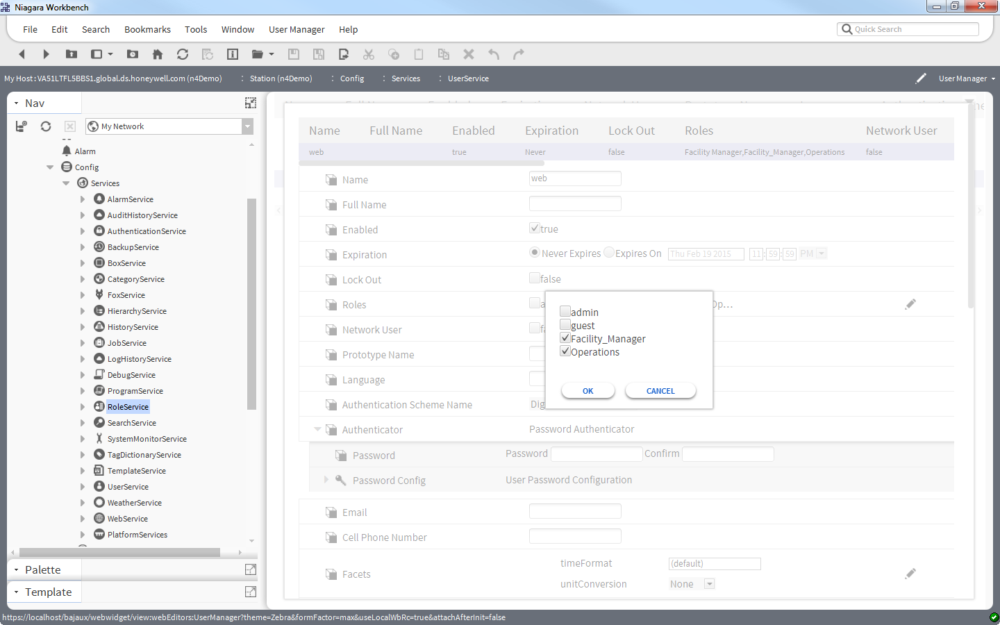 Niagara Workbench
File Edit Search Bookmarks Tools Window User Manager Help
Quick Search
My Host : VA51LTFL5BBS1.global.ds.honeywell.com (n4Demo) : Station (n4Demo) : Config : Services : UserService
User Manager
Nav
My Network
Alarm
Config
Services
AlarmService
AuditHistoryService
AuthenticationService
BackupService
BoxService
CategoryService
FoxService
HierarchyService
HistoryService
JobService
LogHistoryService
DebugService
ProgramService
RoleService
SearchService
SystemMonitorService
TagDictionaryService
TemplateService
UserService
WeatherService
WebService
PlatformServices
Palette
Template
Name Full Name Enabled Expiration Lock Out Roles Network User
web true Never false Facility Manager,Facility_Manager,Operations false
Name web
Full Name
Enabled true
Expiration Never Expires Expires On Thu Feb 19 2015 11 : 59 : 59 PM
Lock Out false
Roles a Op...
Network User fa
Prototype Name
Language
Authentication Scheme Name Dig
Authenticator Password Authenticator
Password Password Confirm
Password Config User Password Configuration
Email
Cell Phone Number
Facets
timeFormat (default)
unitConversion None
admin
guest
Facility_Manager
Operations
OK CANCEL
https://localhost/bajaux/webwidget/view:webEditors:UserManager?theme=Zebra&formFactor=max&useLocalWbRc=true&attachAfterInit=false